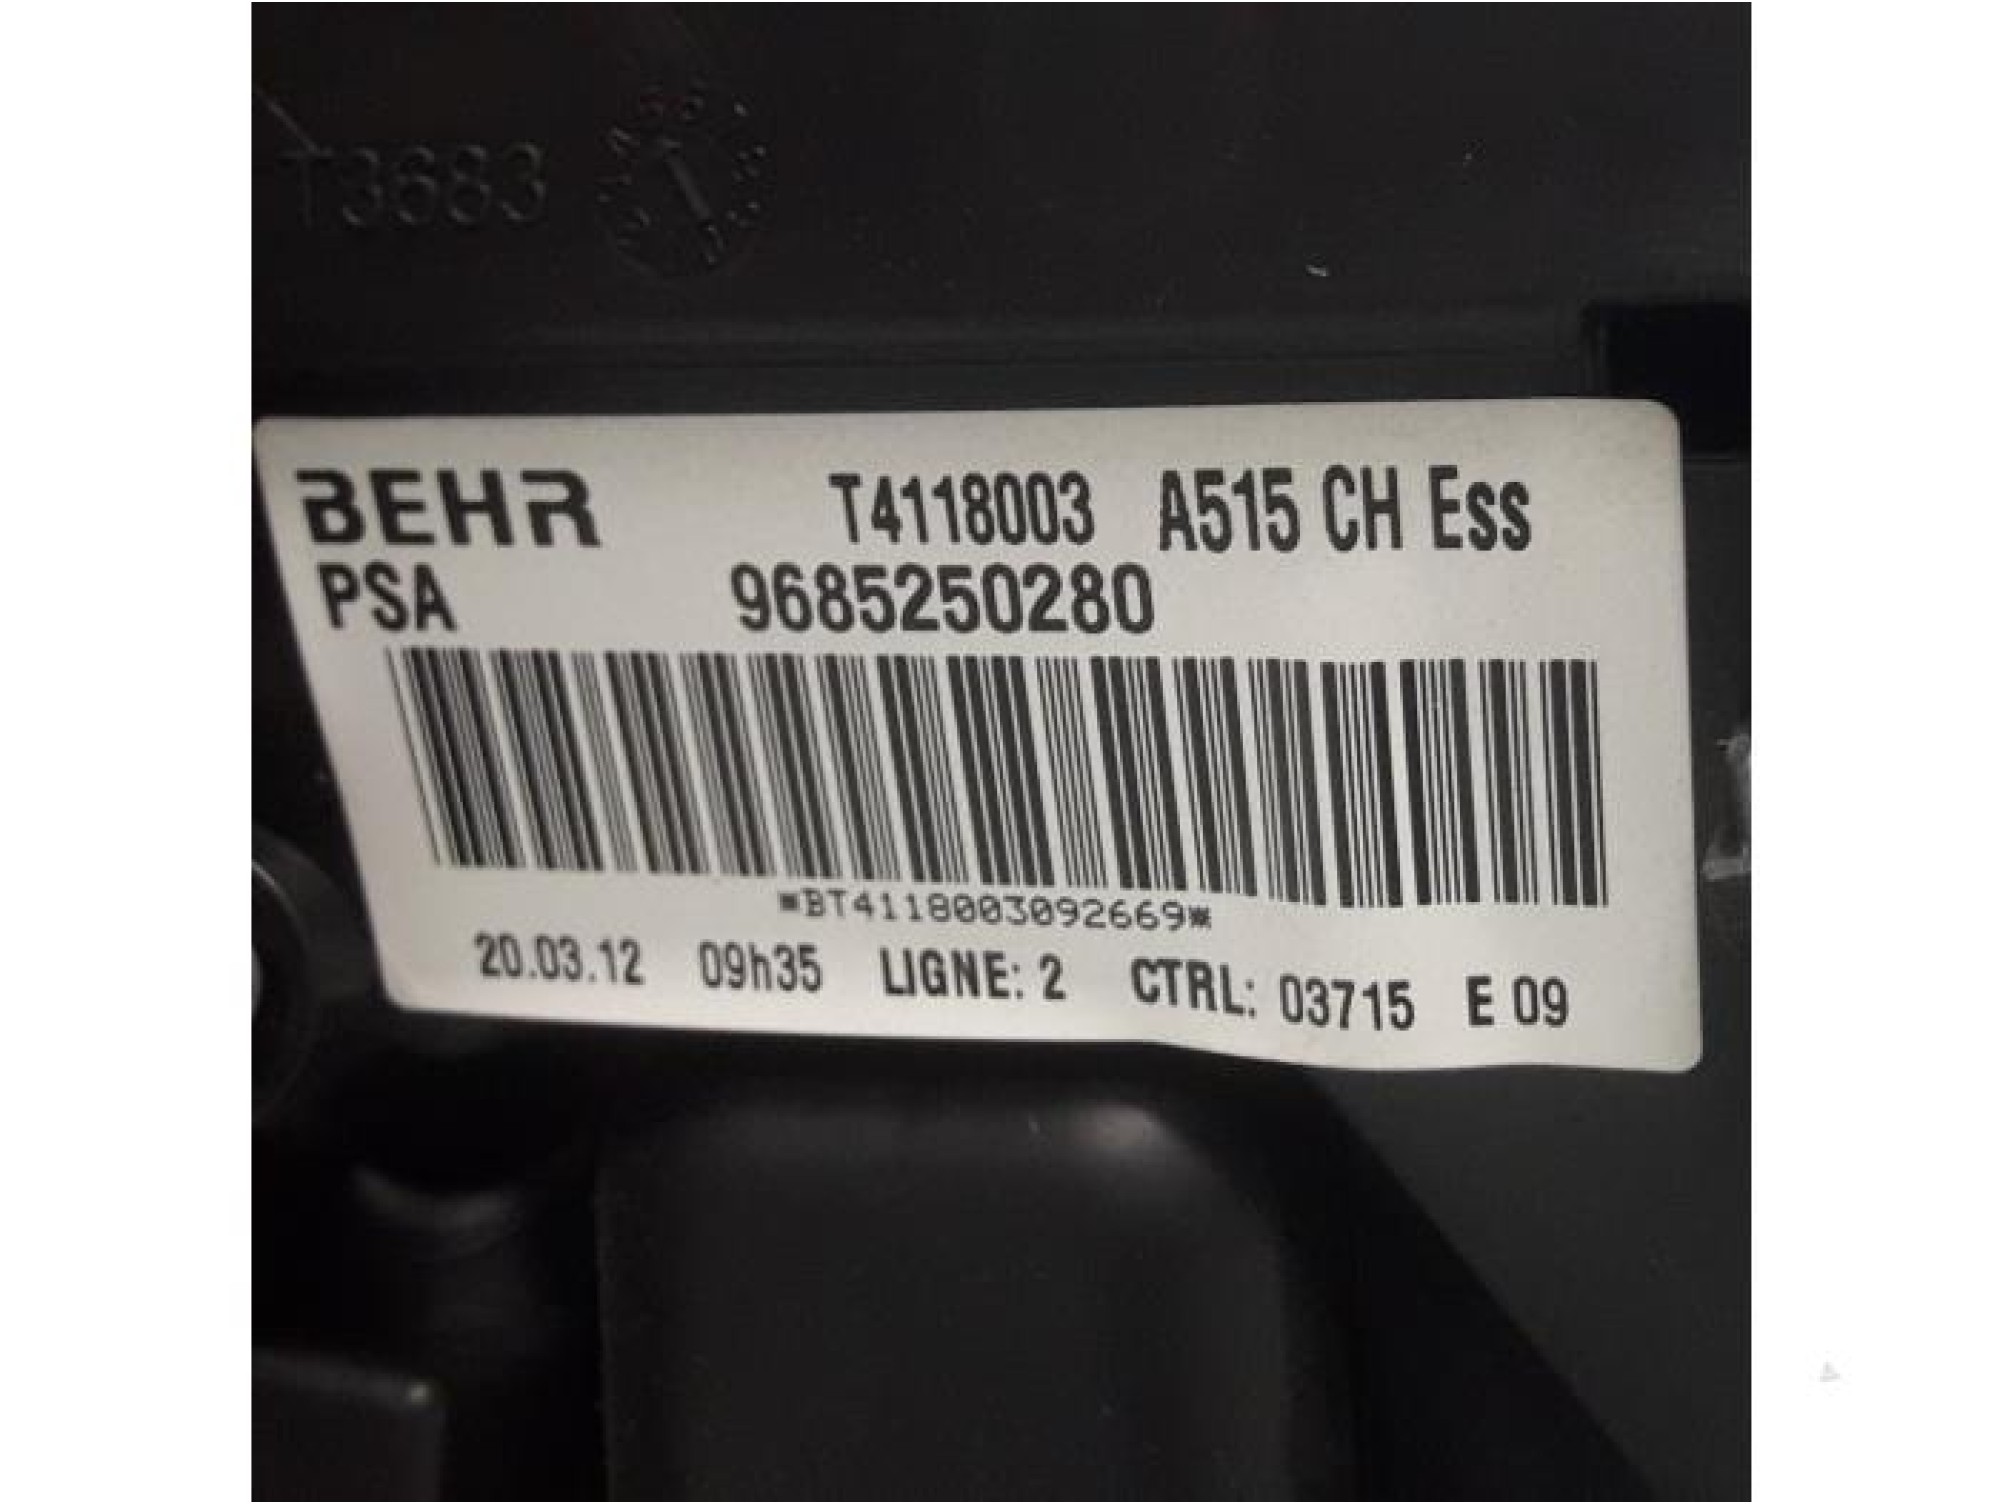 T3683
BEHR T4118003 A515 CH Ess
PSA 9685250280
*BT4118003092669*
20.03.12 09h35 LIGNE: 2 CTRL: 03715 E 09